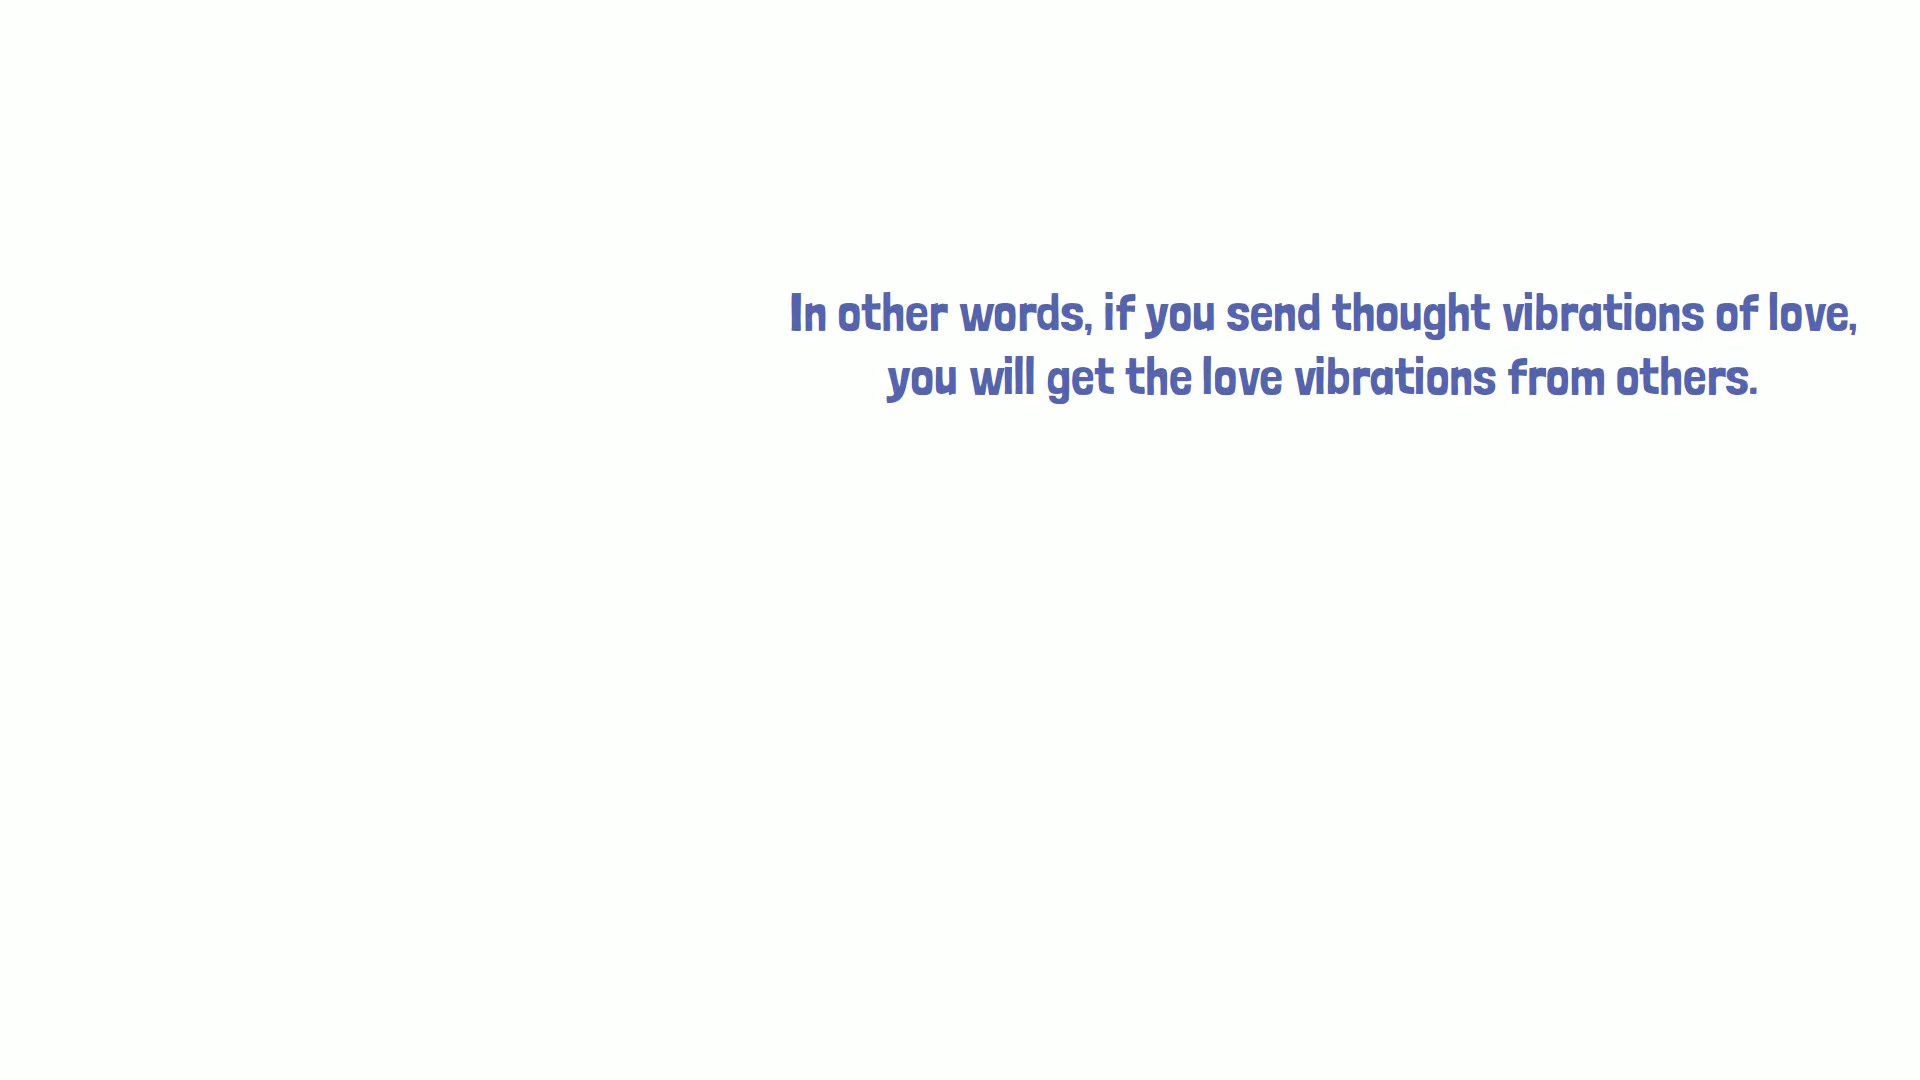 In other words, if you send thought vibrations of love,
you will get the love vibrations from others.